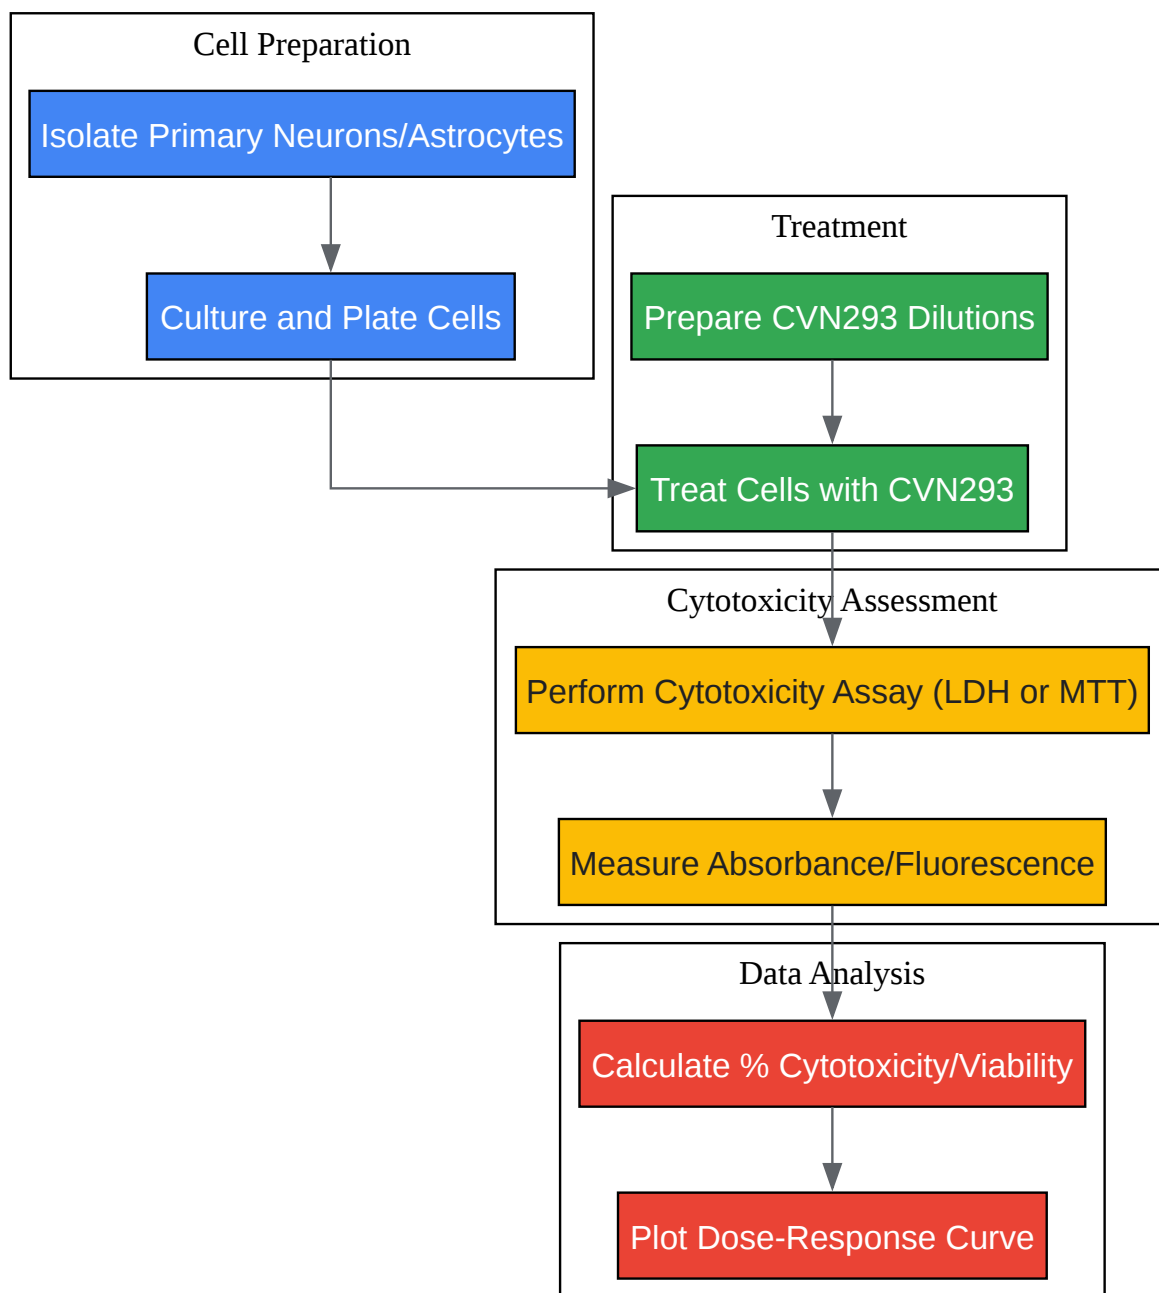 Cell Preparation
Isolate Primary Neurons/Astrocytes
Culture and Plate Cells
Treatment
Prepare CVN293 Dilutions
Treat Cells with CVN293
Cytotoxicity Assessment
Perform Cytotoxicity Assay (LDH or MTT)
Measure Absorbance/Fluorescence
Data Analysis
Calculate % Cytotoxicity/Viability
Plot Dose-Response Curve